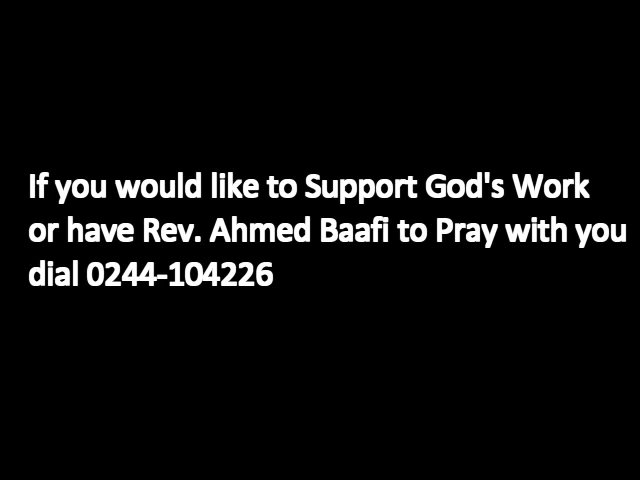 If you would like to Support God's Work
or have Rev. Ahmed Baafi to Pray with you
dial 0244-104226